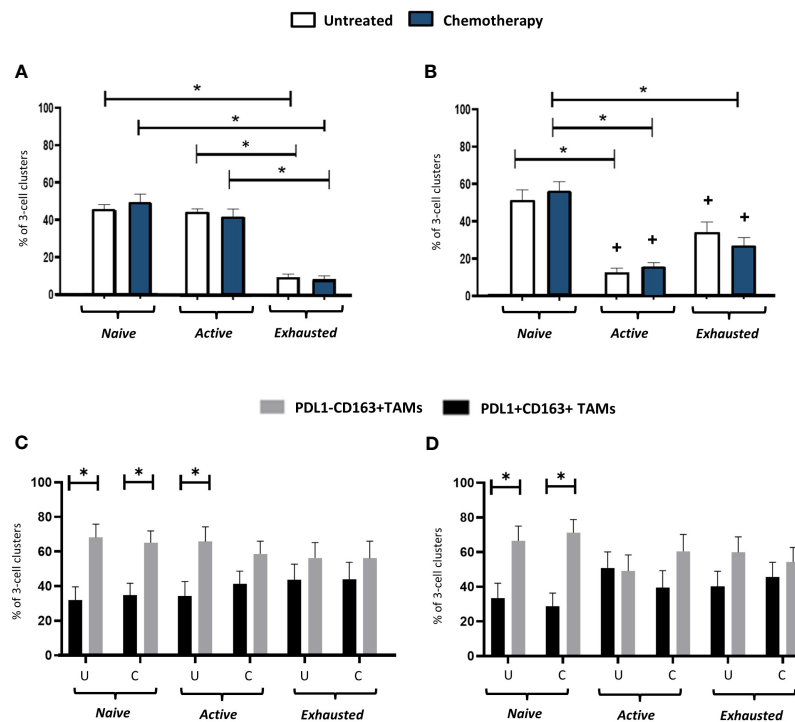 Untreated Chemotherapy
A
B
% of 3-cell clusters
100
80
60
40
20
0
* * * *
Naive Active Exhausted
% of 3-cell clusters
100
80
60
40
20
0
* * *
+ + + +
Naive Active Exhausted
PDL1-CD163+TAMs PDL1+CD163+ TAMs
C
D
% of 3-cell clusters
100
80
60
40
20
0
* * *
U C U C U C
Naive Active Exhausted
% of 3-cell clusters
100
80
60
40
20
0
* *
U C U C U C
Naive Active Exhausted